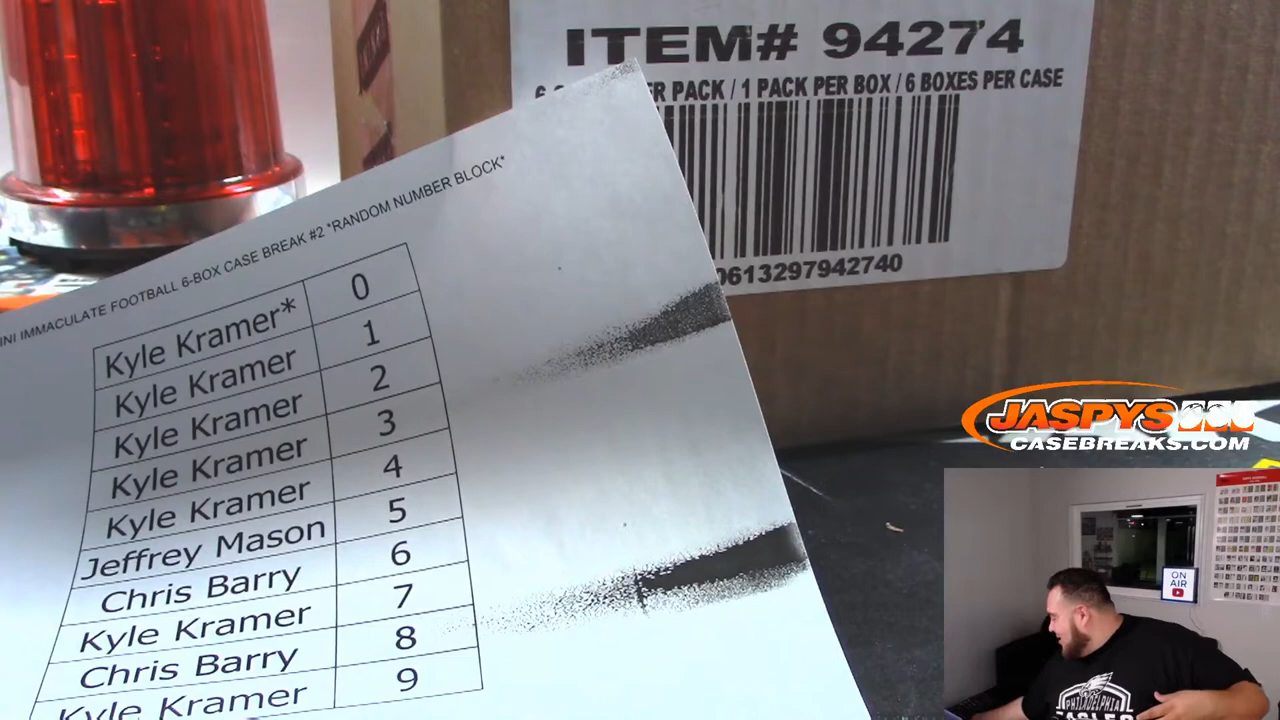 ITEM# 94274
R PACK / 1 PACK PER BOX / 6 BOXES PER CASE
0613297942740
INI IMMACULATE FOOTBALL 6-BOX CASE BREAK #2 *RANDOM NUMBER BLOCK*
Kyle Kramer* 0
Kyle Kramer 1
Kyle Kramer 2
Kyle Kramer 3
Kyle Kramer 4
Jeffrey Mason 5
Chris Barry 6
Kyle Kramer 7
Chris Barry 8
Kyle Kramer 9
JASPYS
CASEBREAKS.COM
ON
AIR
PHILADELPHIA
EAGLES